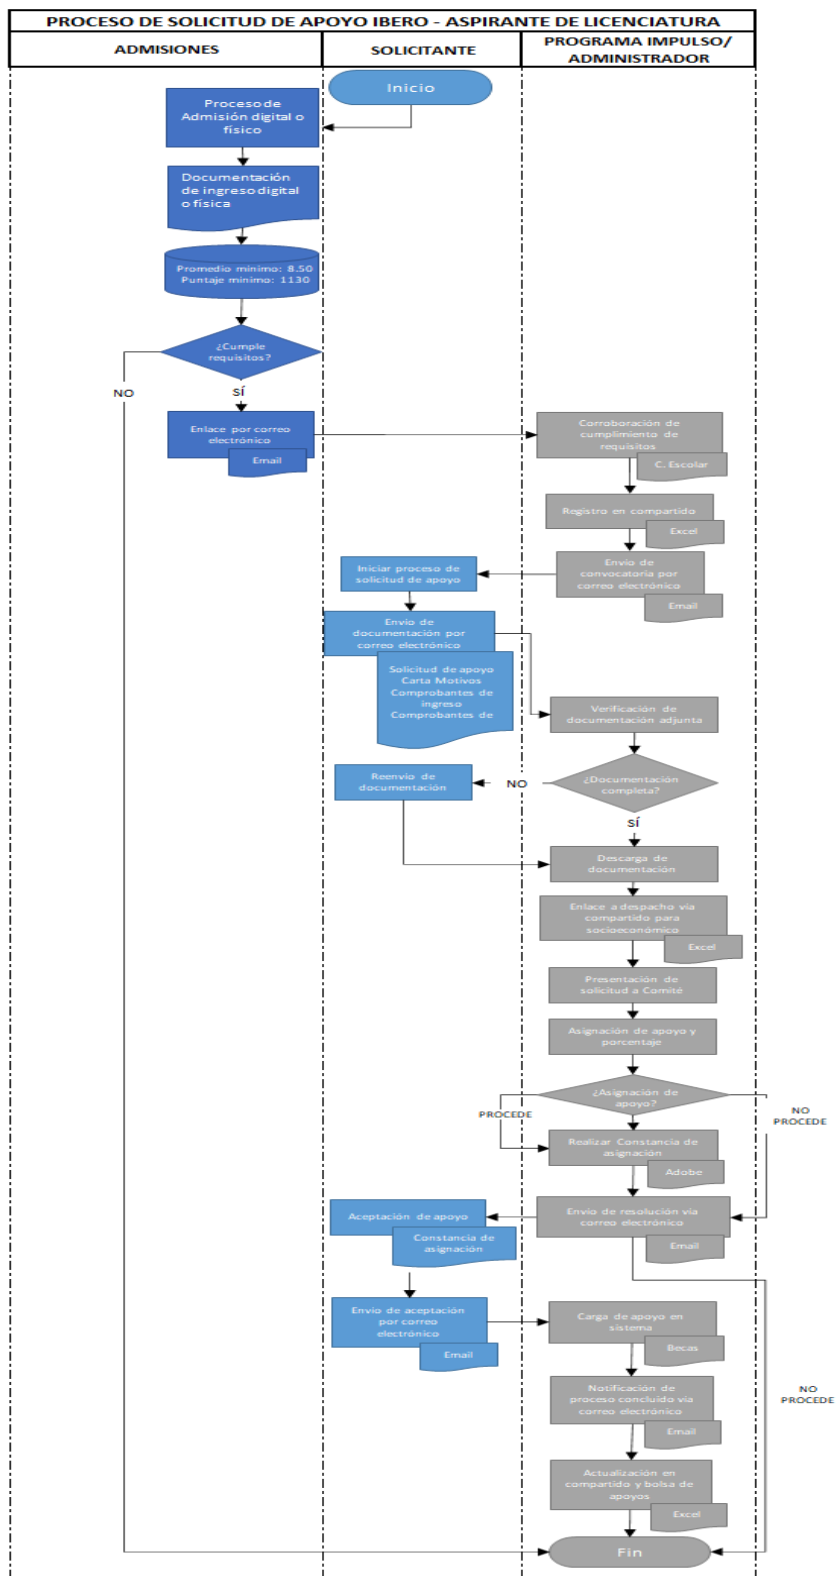 PROCESO DE SOLICITUD DE APOYO IBERO - ASPIRANTE DE LICENCIATURA
ADMISIONES
SOLICITANTE
PROGRAMA IMPULSO/
ADMINISTRADOR
Inicio
Proceso de
Admisión digital o
físico
Documentación
de ingreso digital
o física
Promedio mínimo: 8.50
Puntaje mínimo: 1130
¿Cumple
requisitos?
NO
SÍ
Enlace por correo
electrónico
Email
Corroboración de
cumplimiento de
requisitos
C. Escolar
Registro en compartido
Excel
Envío de
convocatoria por
correo electrónico
Email
Iniciar proceso de
solicitud de apoyo
Envío de
documentación por
correo electrónico
Solicitud de apoyo
Carta Motivos
Comprobantes de
ingreso
Comprobantes de
Verificación de
documentación adjunta
¿Documentación
completa?
NO
SÍ
Reenvío de
documentación
Descarga de
documentación
Enlace a despacho vía
compartido para
socioeconómico
Excel
Presentación de
solicitud a Comité
Asignación de apoyo y
porcentaje
¿Asignación de
apoyo?
PROCEDE
NO
PROCEDE
Realizar Constancia de
asignación
Adobe
Envío de resolución vía
correo electrónico
Email
Aceptación de apoyo
Constancia de
asignación
Envío de aceptación
por correo
electrónico
Email
Carga de apoyo en
sistema
Becas
Notificación de
proceso concluido vía
correo electrónico
Email
NO
PROCEDE
Actualización en
compartido y bolsa de
apoyos
Excel
Fin